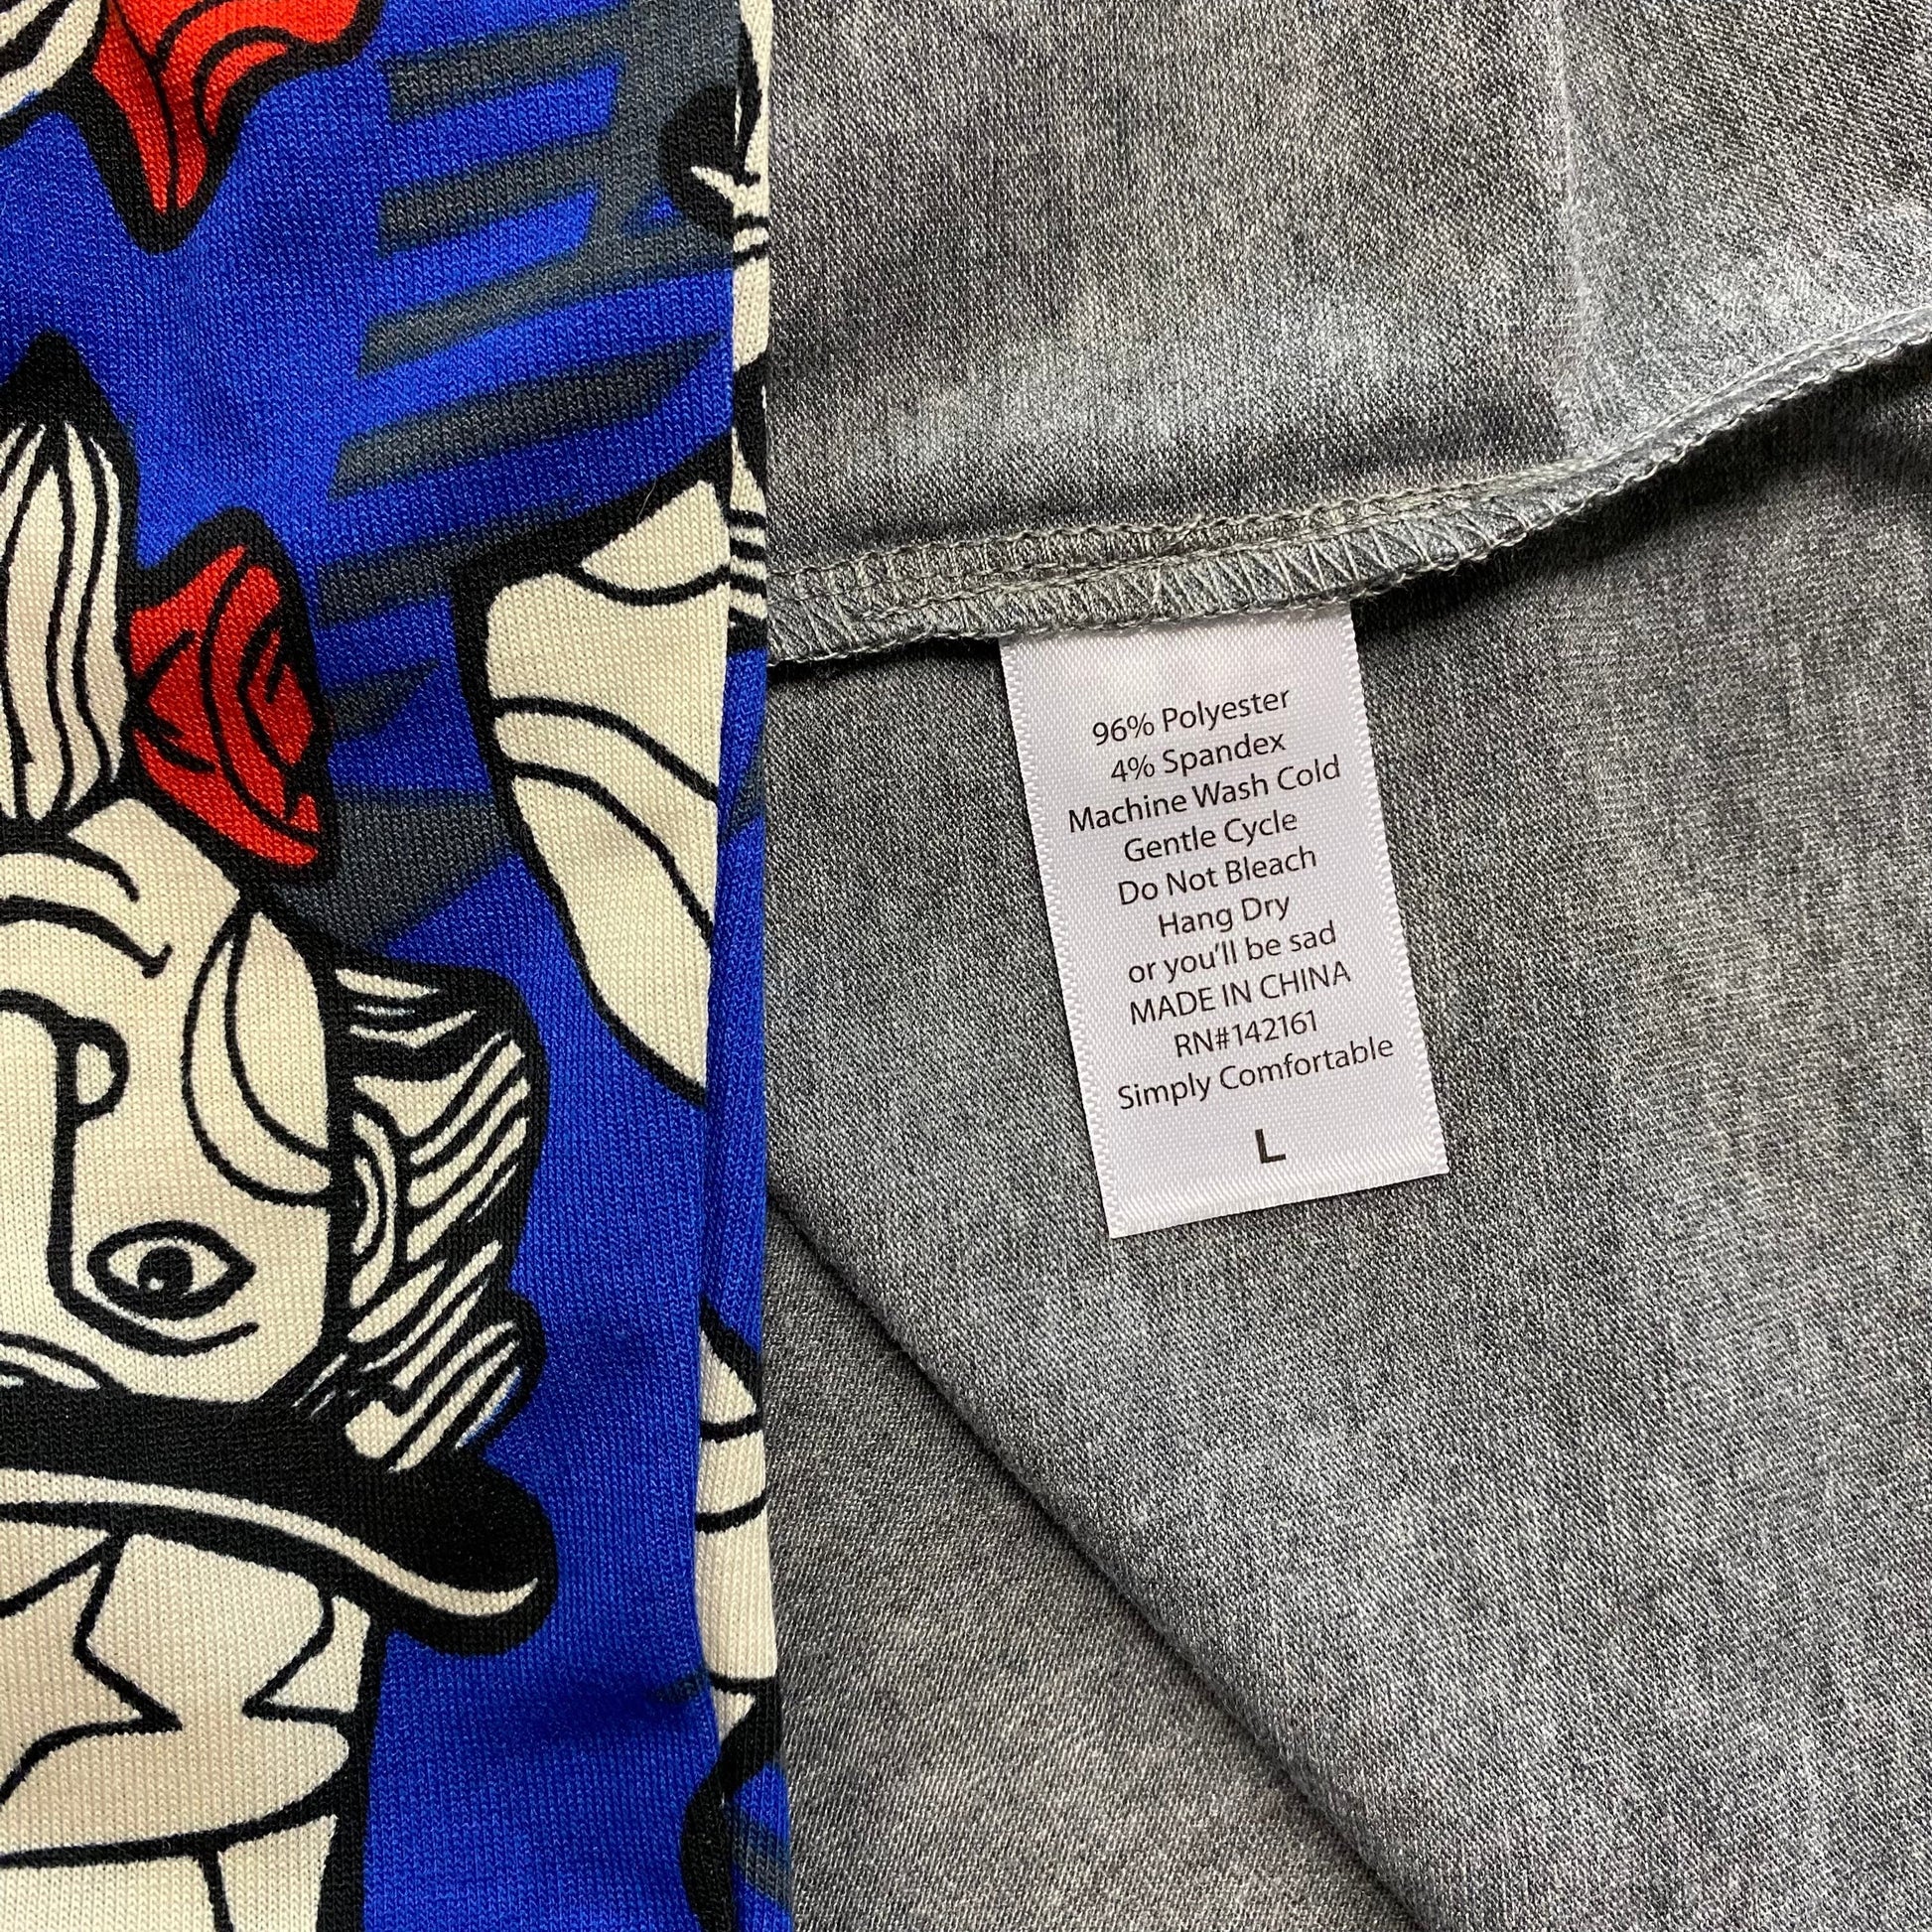 96% Polyester
4% Spandex
Machine Wash Cold
Gentle Cycle
Do Not Bleach
Hang Dry
or you'll be sad
MADE IN CHINA
RN#142161
Simply Comfortable
L